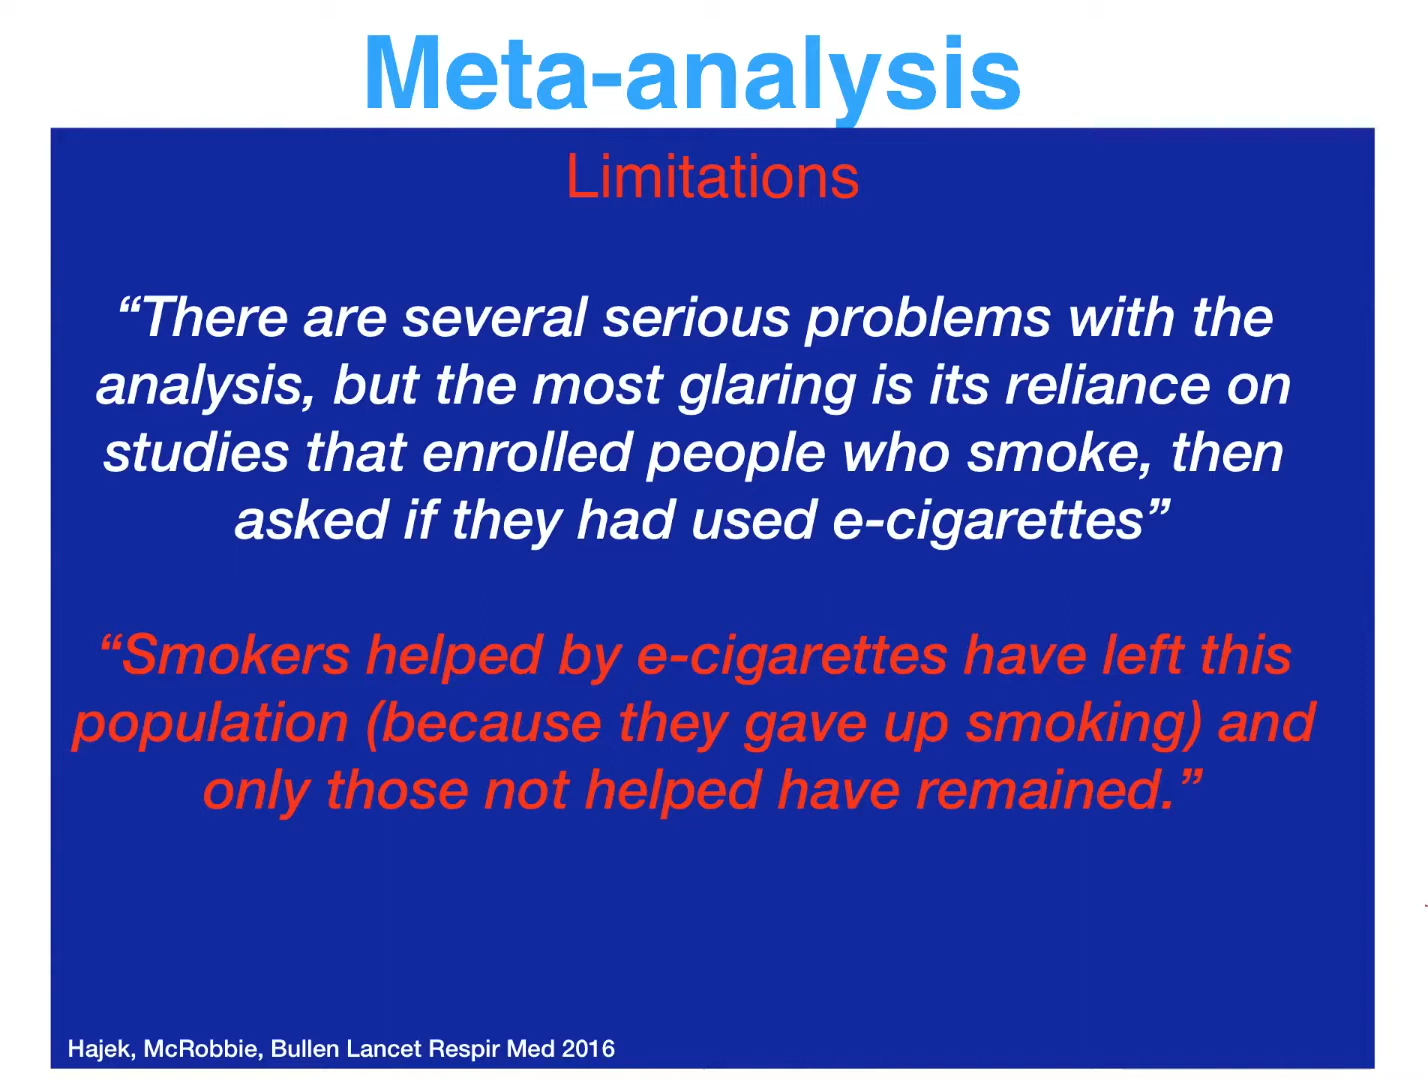 Meta-analysis
Limitations
“There are several serious problems with the
analysis, but the most glaring is its reliance on
studies that enrolled people who smoke, then
asked if they had used e-cigarettes”
“Smokers helped by e-cigarettes have left this
population (because they gave up smoking) and
only those not helped have remained.”
Hajek, McRobbie, Bullen Lancet Respir Med 2016